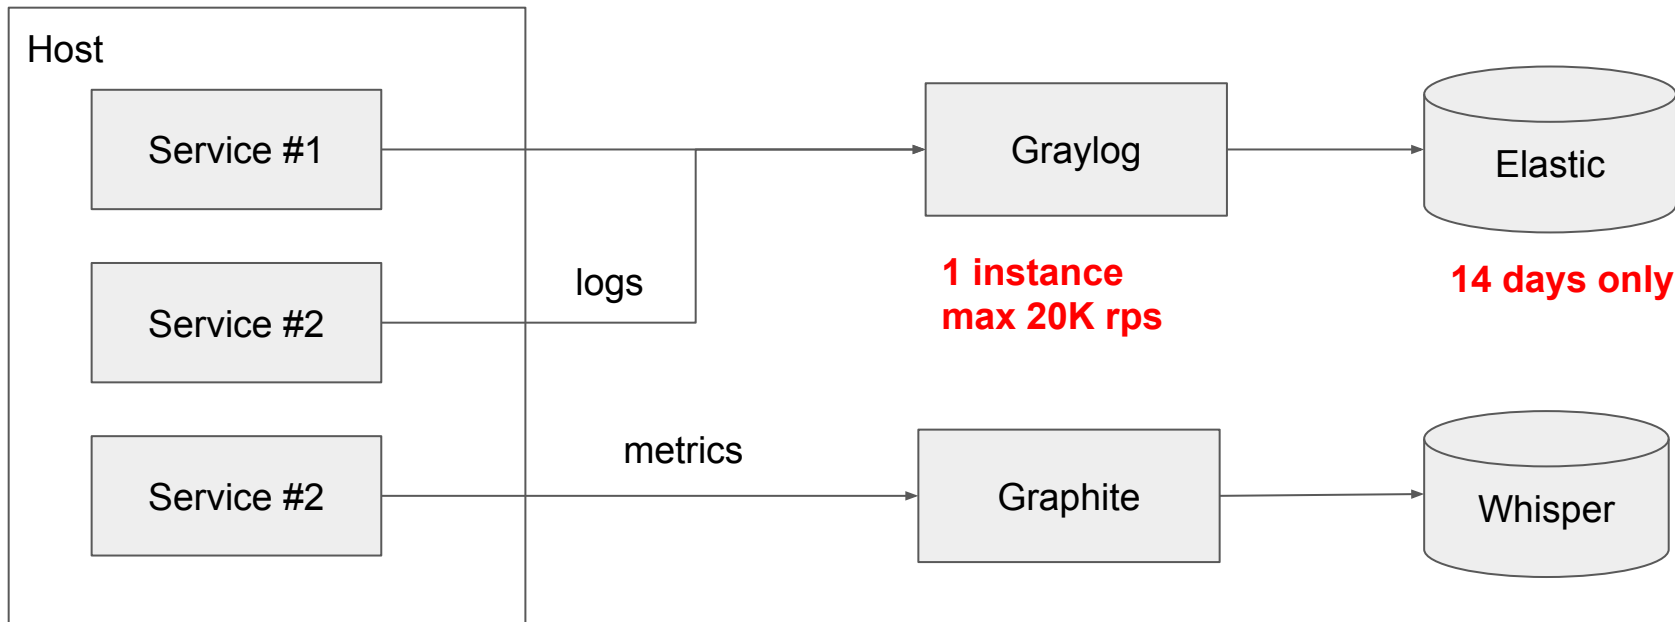 Host
Service #1
Graylog
Elastic
logs
1 instance
max 20K rps
14 days only
Service #2
metrics
Service #2
Graphite
Whisper